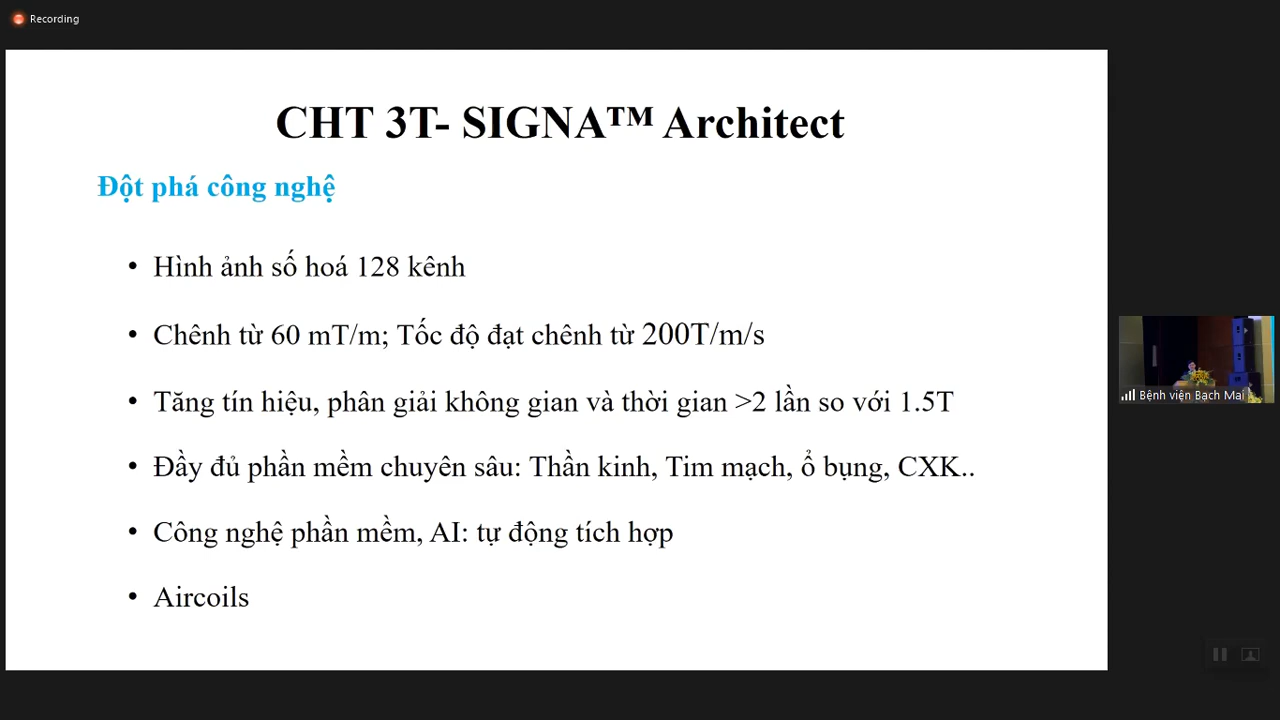 Recording
CHT 3T- SIGNA™ Architect
Đột phá công nghệ
• Hình ảnh số hoá 128 kênh
• Chênh từ 60 mT/m; Tốc độ đạt chênh từ 200T/m/s
• Tăng tín hiệu, phân giải không gian và thời gian >2 lần so với 1.5T
• Đầy đủ phần mềm chuyên sâu: Thần kinh, Tim mạch, ổ bụng, CXK..
• Công nghệ phần mềm, AI: tự động tích hợp
• Aircoils
Bệnh viện Bạch Mai